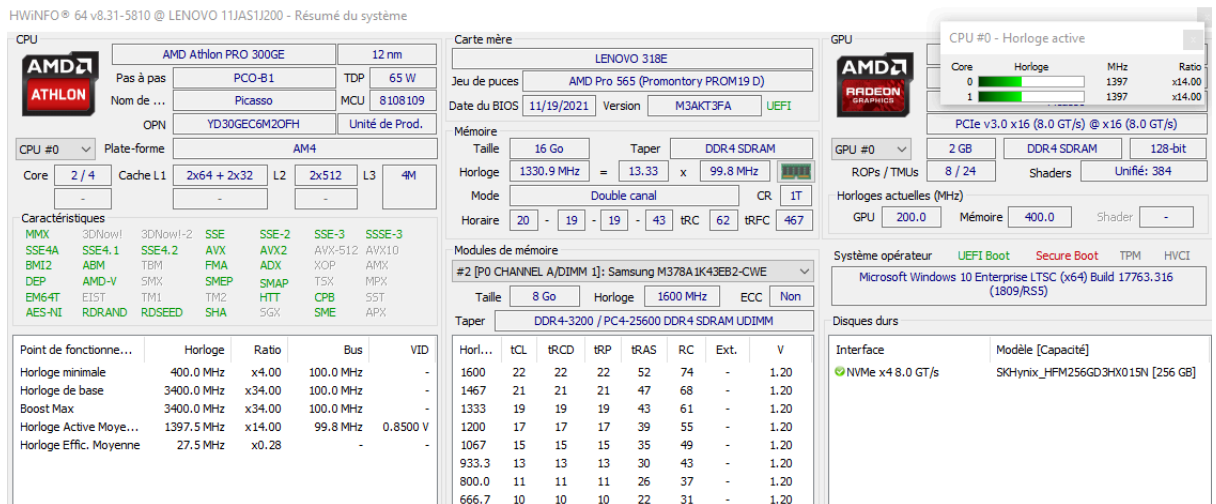 HWiNFO® 64 v8.31-5810 @ LENOVO 11JAS1J200 - Résumé du système
CPU
AMD
ATHLON
AMD Athlon PRO 300GE 12 nm
Pas à pas PCO-B1 TDP 65 W
Nom de ... Picasso MCU 8108109
OPN YD30GEC6M2OFH Unité de Prod.
CPU #0 Plate-forme AM4
Core 2 / 4 Cache L1 2x64 + 2x32 L2 2x512 L3 4M
- - -
Caractéristiques
MMX 3DNow! 3DNow!-2 SSE SSE-2 SSE-3 SSSE-3
SSE4A SSE4.1 SSE4.2 AVX AVX2 AVX-512 AVX10
BMI2 ABM TBM FMA ADX XOP AMX
DEP AMD-V SMX SMEP SMAP TSX MPX
EM64T EIST TM1 TM2 HTT CPB SST
AES-NI RDRAND RDSEED SHA SGX SME APX
Point de fonctionne... Horloge Ratio Bus VID
Horloge minimale 400.0 MHz x4.00 100.0 MHz -
Horloge de base 3400.0 MHz x34.00 100.0 MHz -
Boost Max 3400.0 MHz x34.00 100.0 MHz -
Horloge Active Moye... 1397.5 MHz x14.00 99.8 MHz 0.8500 V
Horloge Effic. Moyenne 27.5 MHz x0.28 - -
Carte mère
LENOVO 318E
Jeu de puces AMD Pro 565 (Promontory PROM19 D)
Date du BIOS 11/19/2021 Version M3AKT3FA UEFI
Mémoire
Taille 16 Go Taper DDR4 SDRAM
Horloge 1330.9 MHz = 13.33 x 99.8 MHz
Mode Double canal CR 1T
Horaire 20 - 19 - 19 - 43 tRC 62 tRFC 467
Modules de mémoire
#2 [P0 CHANNEL A/DIMM 1]: Samsung M378A1K43EB2-CWE
Taille 8 Go Horloge 1600 MHz ECC Non
Taper DDR4-3200 / PC4-25600 DDR4 SDRAM UDIMM
Horl... tCL tRCD tRP tRAS RC Ext. V
1600 22 22 22 52 74 - 1.20
1467 21 21 21 47 68 - 1.20
1333 19 19 19 43 61 - 1.20
1200 17 17 17 39 55 - 1.20
1067 15 15 15 35 49 - 1.20
933.3 13 13 13 30 43 - 1.20
800.0 11 11 11 26 37 - 1.20
666.7 10 10 10 22 31 - 1.20
GPU
AMD
RADEON
GRAPHICS
CPU #0 - Horloge active
Core Horloge MHz Ratio
0 1397 x14.00
1 1397 x14.00
PCIe v3.0 x16 (8.0 GT/s) @ x16 (8.0 GT/s)
GPU #0 2 GB DDR4 SDRAM 128-bit
ROPs / TMUs 8 / 24 Shaders Unifié: 384
Horloges actuelles (MHz)
GPU 200.0 Mémoire 400.0 Shader -
Système opérateur UEFI Boot Secure Boot TPM HVCI
Microsoft Windows 10 Enterprise LTSC (x64) Build 17763.316
(1809/RS5)
Disques durs
Interface Modèle [Capacité]
NVMe x4 8.0 GT/s SKHynix_HFM256GD3HX015N [256 GB]